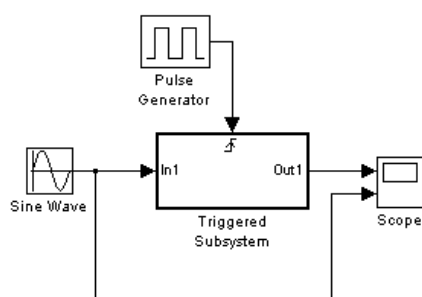 Pulse
Generator
In1
Out1
Sine Wave
Triggered
Subsystem
Scope